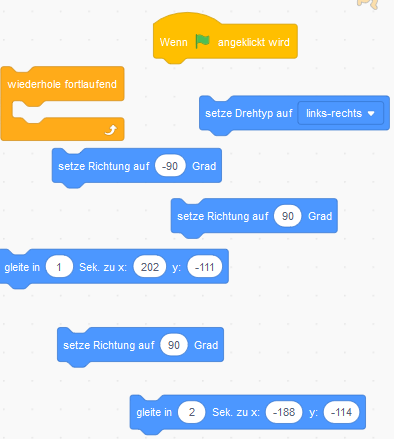 Wenn angeklickt wird
wiederhole fortlaufend
setze Drehtyp auf links-rechts
setze Richtung auf -90 Grad
setze Richtung auf 90 Grad
gleite in 1 Sek. zu x: 202 y: -111
setze Richtung auf 90 Grad
gleite in 2 Sek. zu x: -188 y: -114